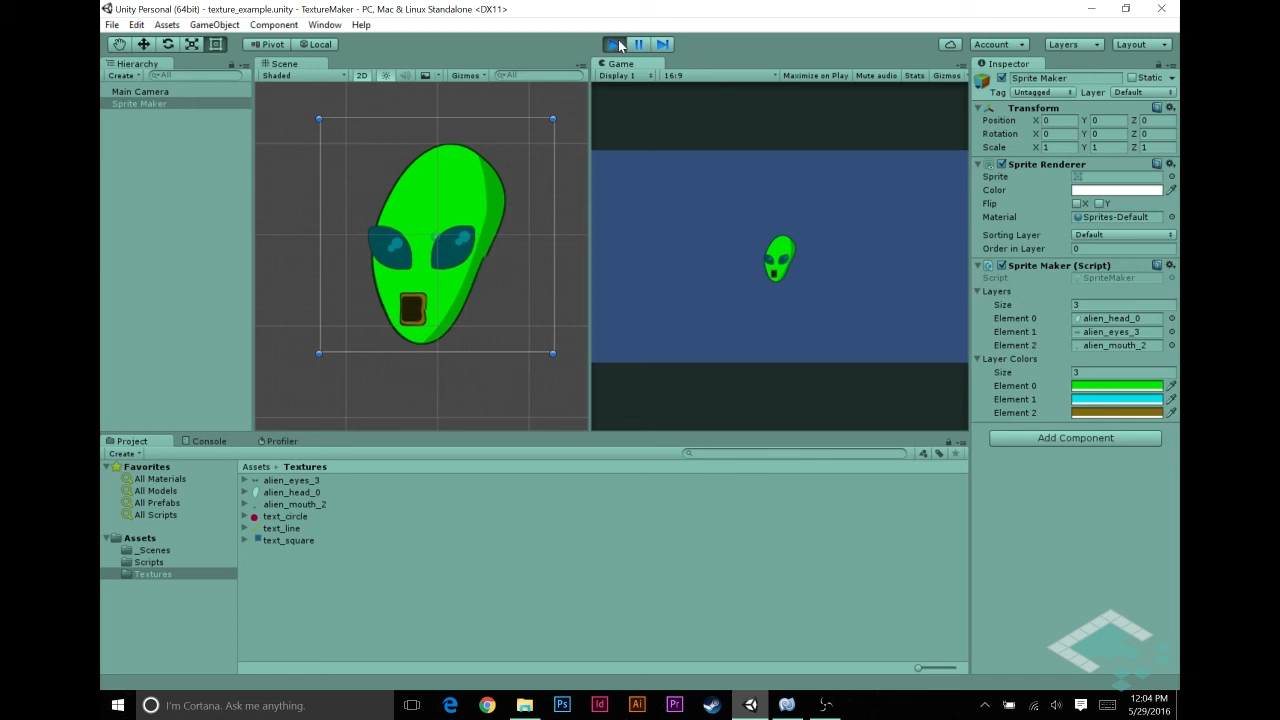 Unity Personal (64bit) - texture_example.unity - TextureMaker - PC, Mac & Linux Standalone <DX11>
File Edit Assets GameObject Component Window Help
Pivot Local Account Layers Layout
Hierarchy
Create All
Main Camera
Sprite Maker
Scene
Shaded 2D Gizmos All
Game
Display 1 16:9 Maximize on Play Mute audio Stats Gizmos
Inspector
Sprite Maker Static
Tag Untagged Layer Default
Transform
Position X 0 Y 0 Z 0
Rotation X 0 Y 0 Z 0
Scale X 1 Y 1 Z 1
Sprite Renderer
Sprite
Color
Flip X Y
Material Sprites-Default
Sorting Layer Default
Order in Layer 0
Sprite Maker (Script)
Script SpriteMaker
Layers
Size 3
Element 0 alien_head_0
Element 1 alien_eyes_3
Element 2 alien_mouth_2
Layer Colors
Size 3
Element 0
Element 1
Element 2
Add Component
Project Console Profiler
Create
Favorites
All Materials
All Models
All Prefabs
All Scripts
Assets
_Scenes
Scripts
Textures
Assets Textures
alien_eyes_3
alien_head_0
alien_mouth_2
text_circle
text_line
text_square
I'm Cortana. Ask me anything.
12:04 PM
5/29/2016